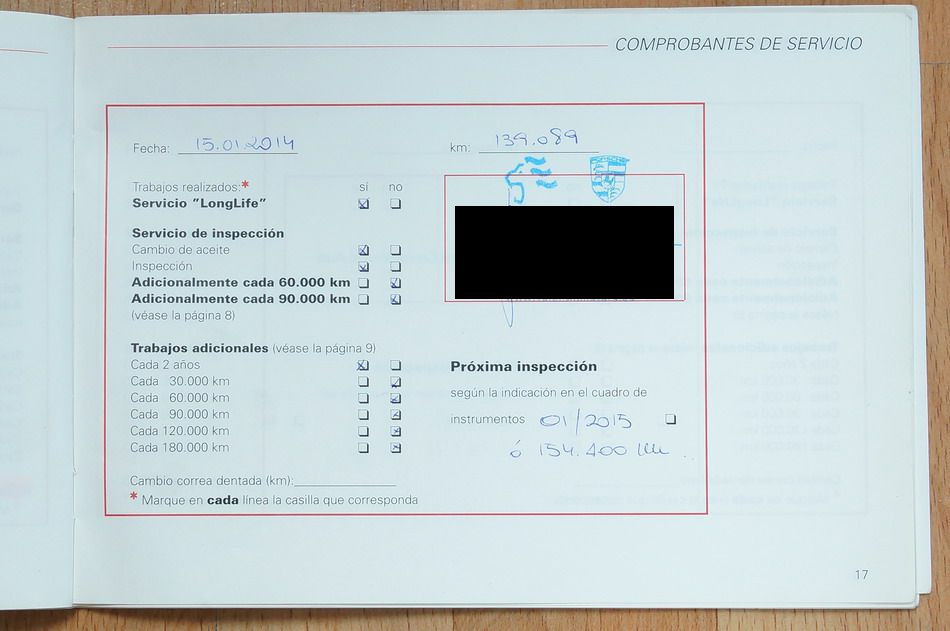 COMPROBANTES DE SERVICIO
Fecha: 15.01.2014
km: 139.089
Trabajos realizados:* sí no
Servicio "LongLife"
Servicio de inspección
Cambio de aceite
Inspección
Adicionalmente cada 60.000 km
Adicionalmente cada 90.000 km
(véase la página 8)
Trabajos adicionales (véase la página 9)
Cada 2 años
Cada 30.000 km
Cada 60.000 km
Cada 90.000 km
Cada 120.000 km
Cada 180.000 km
Próxima inspección
según la indicación en el cuadro de
instrumentos 01/2015
ó 154.400 km
Cambio correa dentada (km):
* Marque en cada línea la casilla que corresponda
17